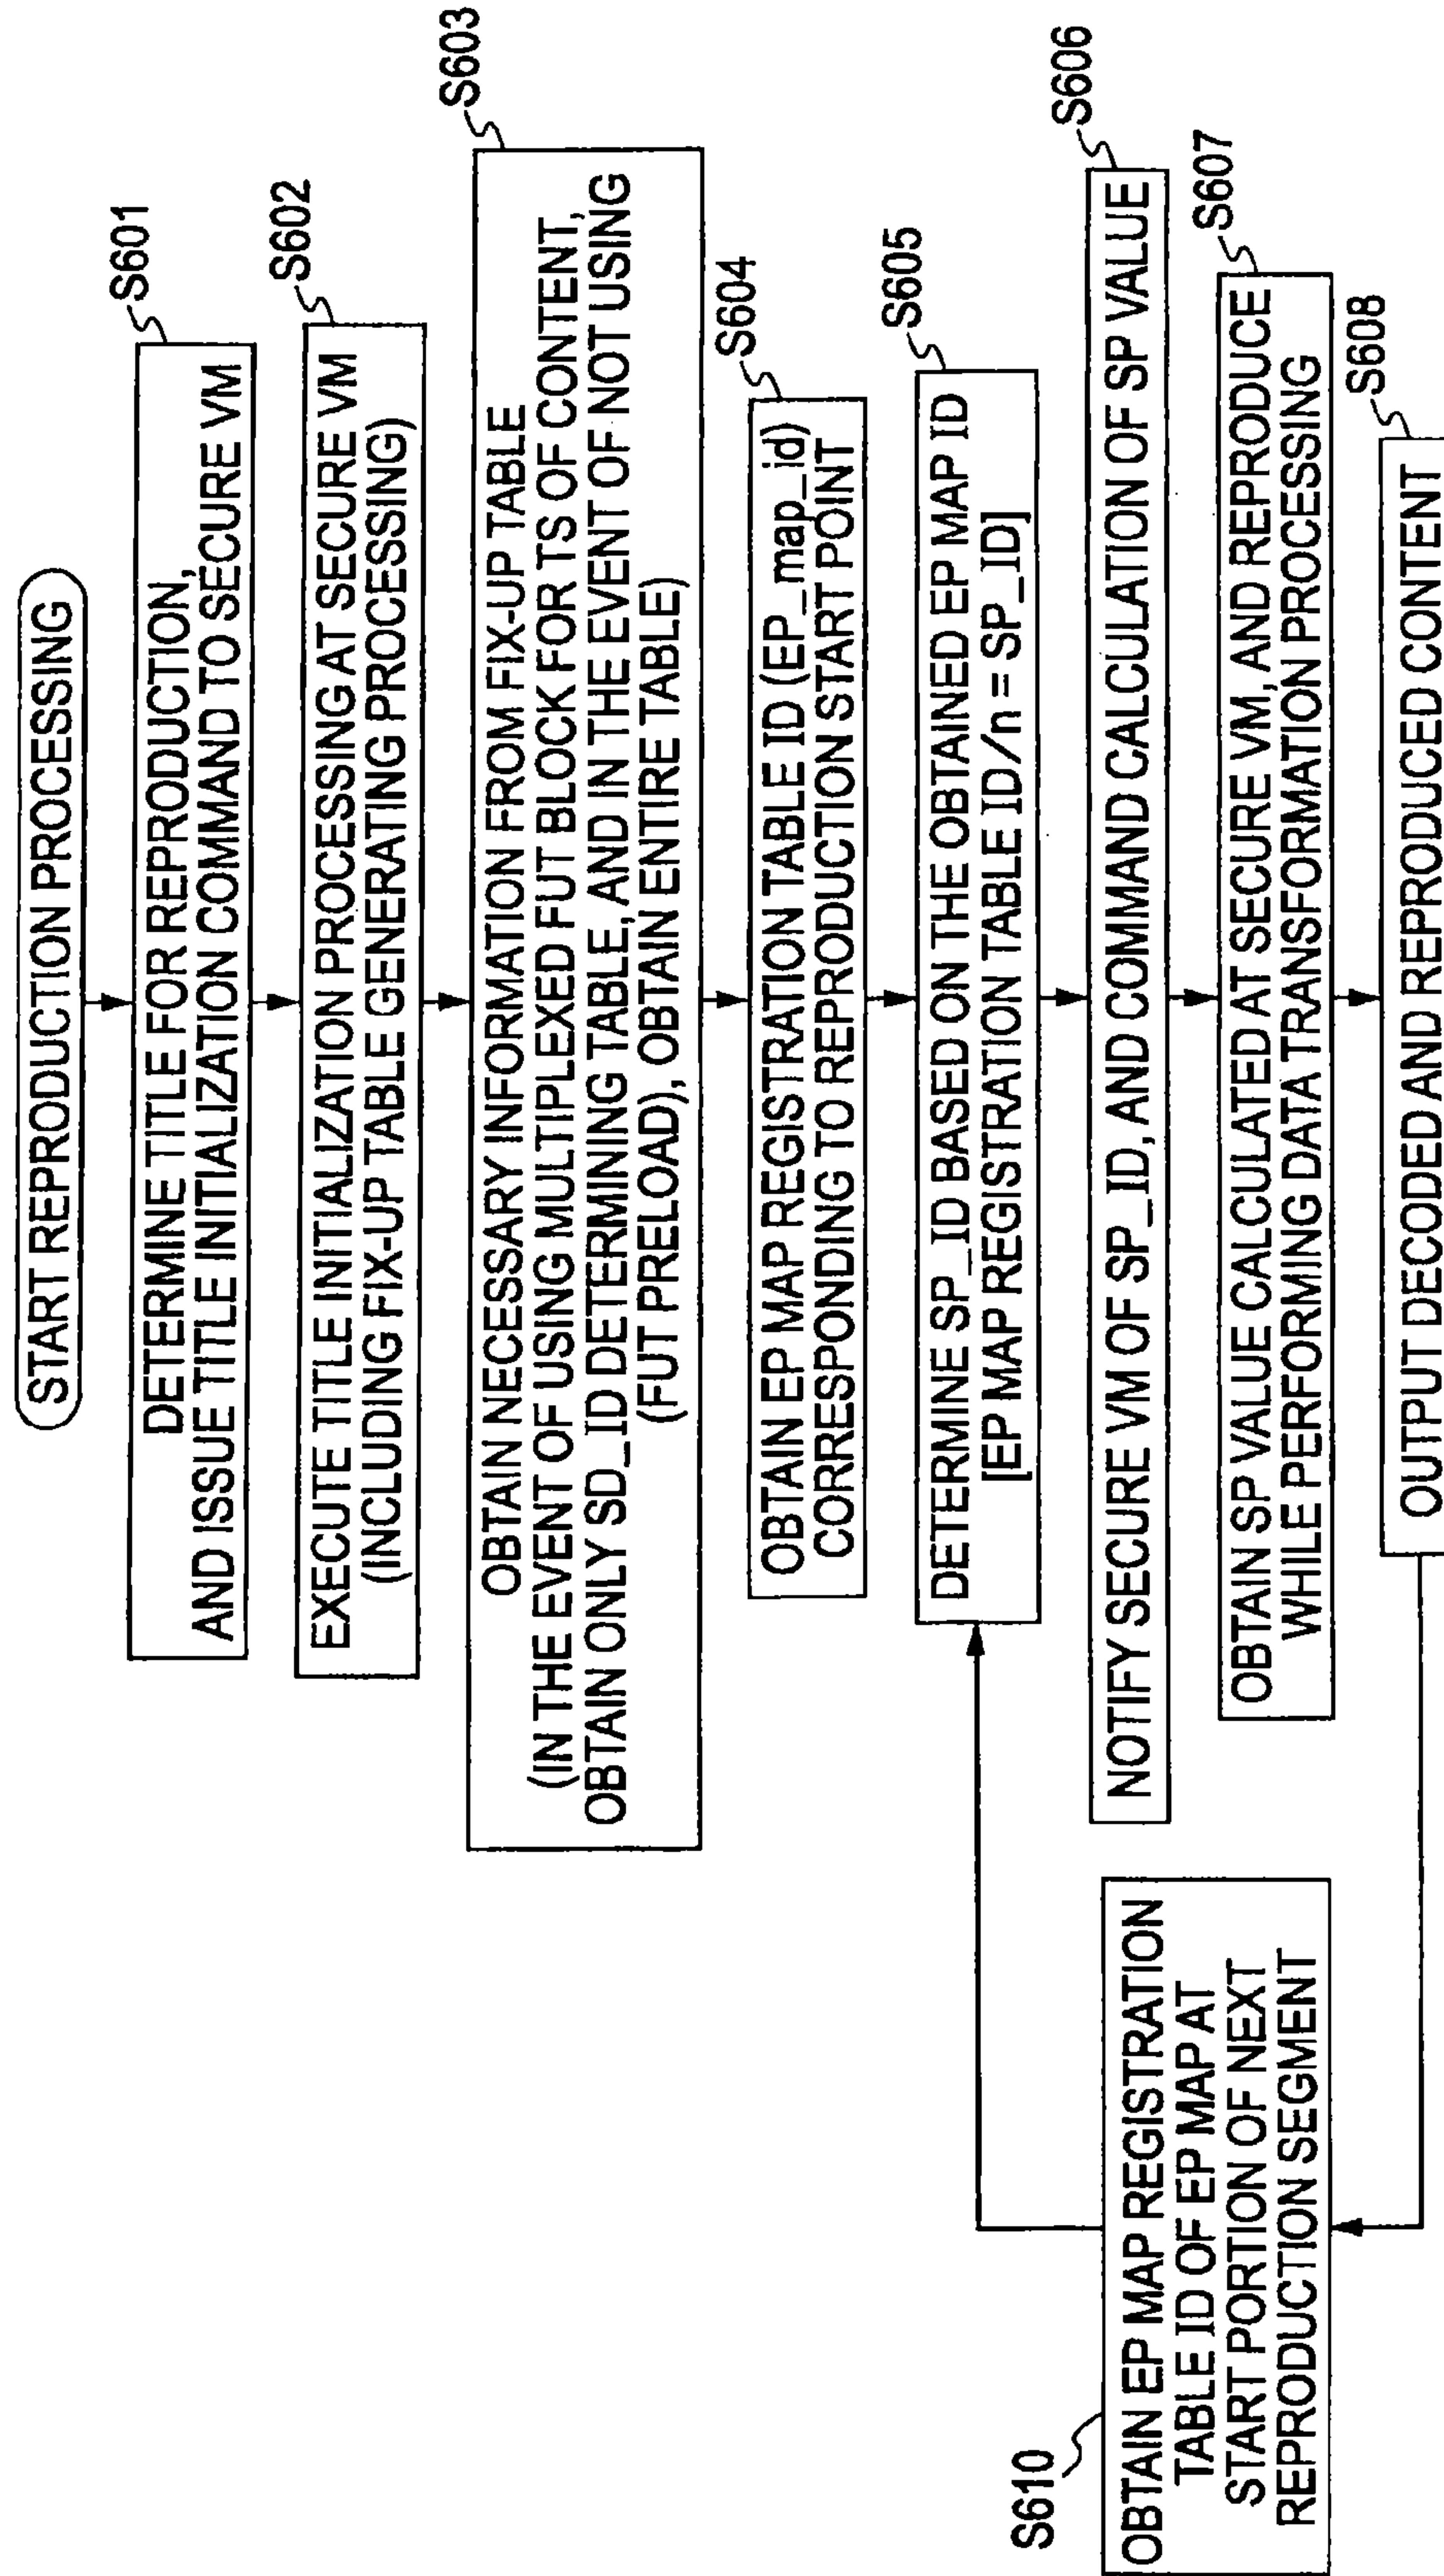 START REPRODUCTION PROCESSING
S601
DETERMINE TITLE FOR REPRODUCTION,
AND ISSUE TITLE INITIALIZATION COMMAND TO SECURE VM
S602
EXECUTE TITLE INITIALIZATION PROCESSING AT SECURE VM
(INCLUDING FIX-UP TABLE GENERATING PROCESSING)
S603
OBTAIN NECESSARY INFORMATION FROM FIX-UP TABLE
(IN THE EVENT OF USING MULTIPLEXED FUT BLOCK FOR TS OF CONTENT,
OBTAIN ONLY SD_ID DETERMINING TABLE, AND IN THE EVENT OF NOT USING
(FUT PRELOAD), OBTAIN ENTIRE TABLE)
S604
OBTAIN EP MAP REGISTRATION TABLE ID (EP_map_id)
CORRESPONDING TO REPRODUCTION START POINT
S605
DETERMINE SP_ID BASED ON THE OBTAINED EP MAP ID
[EP MAP REGISTRATION TABLE ID/n = SP_ID]
S606
NOTIFY SECURE VM OF SP_ID, AND COMMAND CALCULATION OF SP VALUE
S607
OBTAIN SP VALUE CALCULATED AT SECURE VM, AND REPRODUCE
WHILE PERFORMING DATA TRANSFORMATION PROCESSING
S608
OUTPUT DECODED AND REPRODUCED CONTENT
S610
OBTAIN EP MAP REGISTRATION
TABLE ID OF EP MAP AT
START PORTION OF NEXT
REPRODUCTION SEGMENT